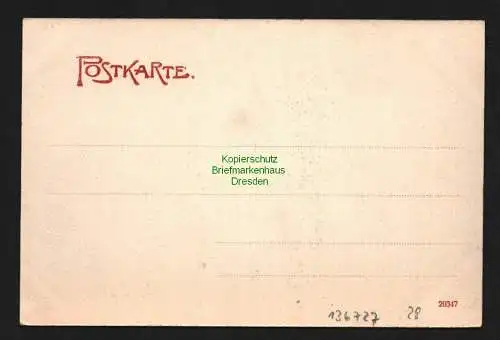 POSTKARTE.
Kopierschutz
Briefmarkenhaus
Dresden
20347
136727 28